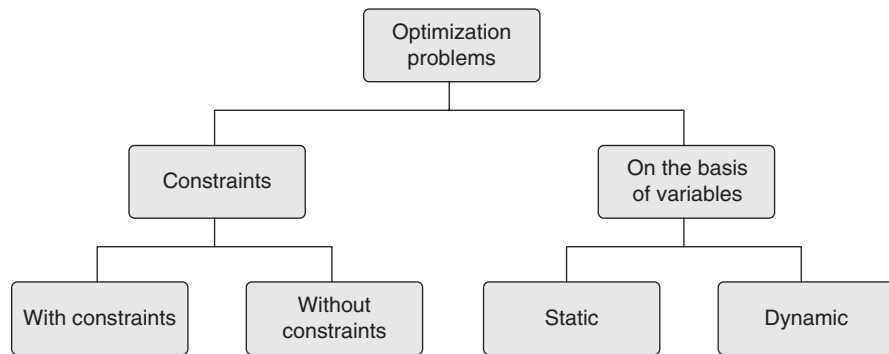 Optimization
problems
Constraints
On the basis
of variables
With constraints
Without
constraints
Static
Dynamic